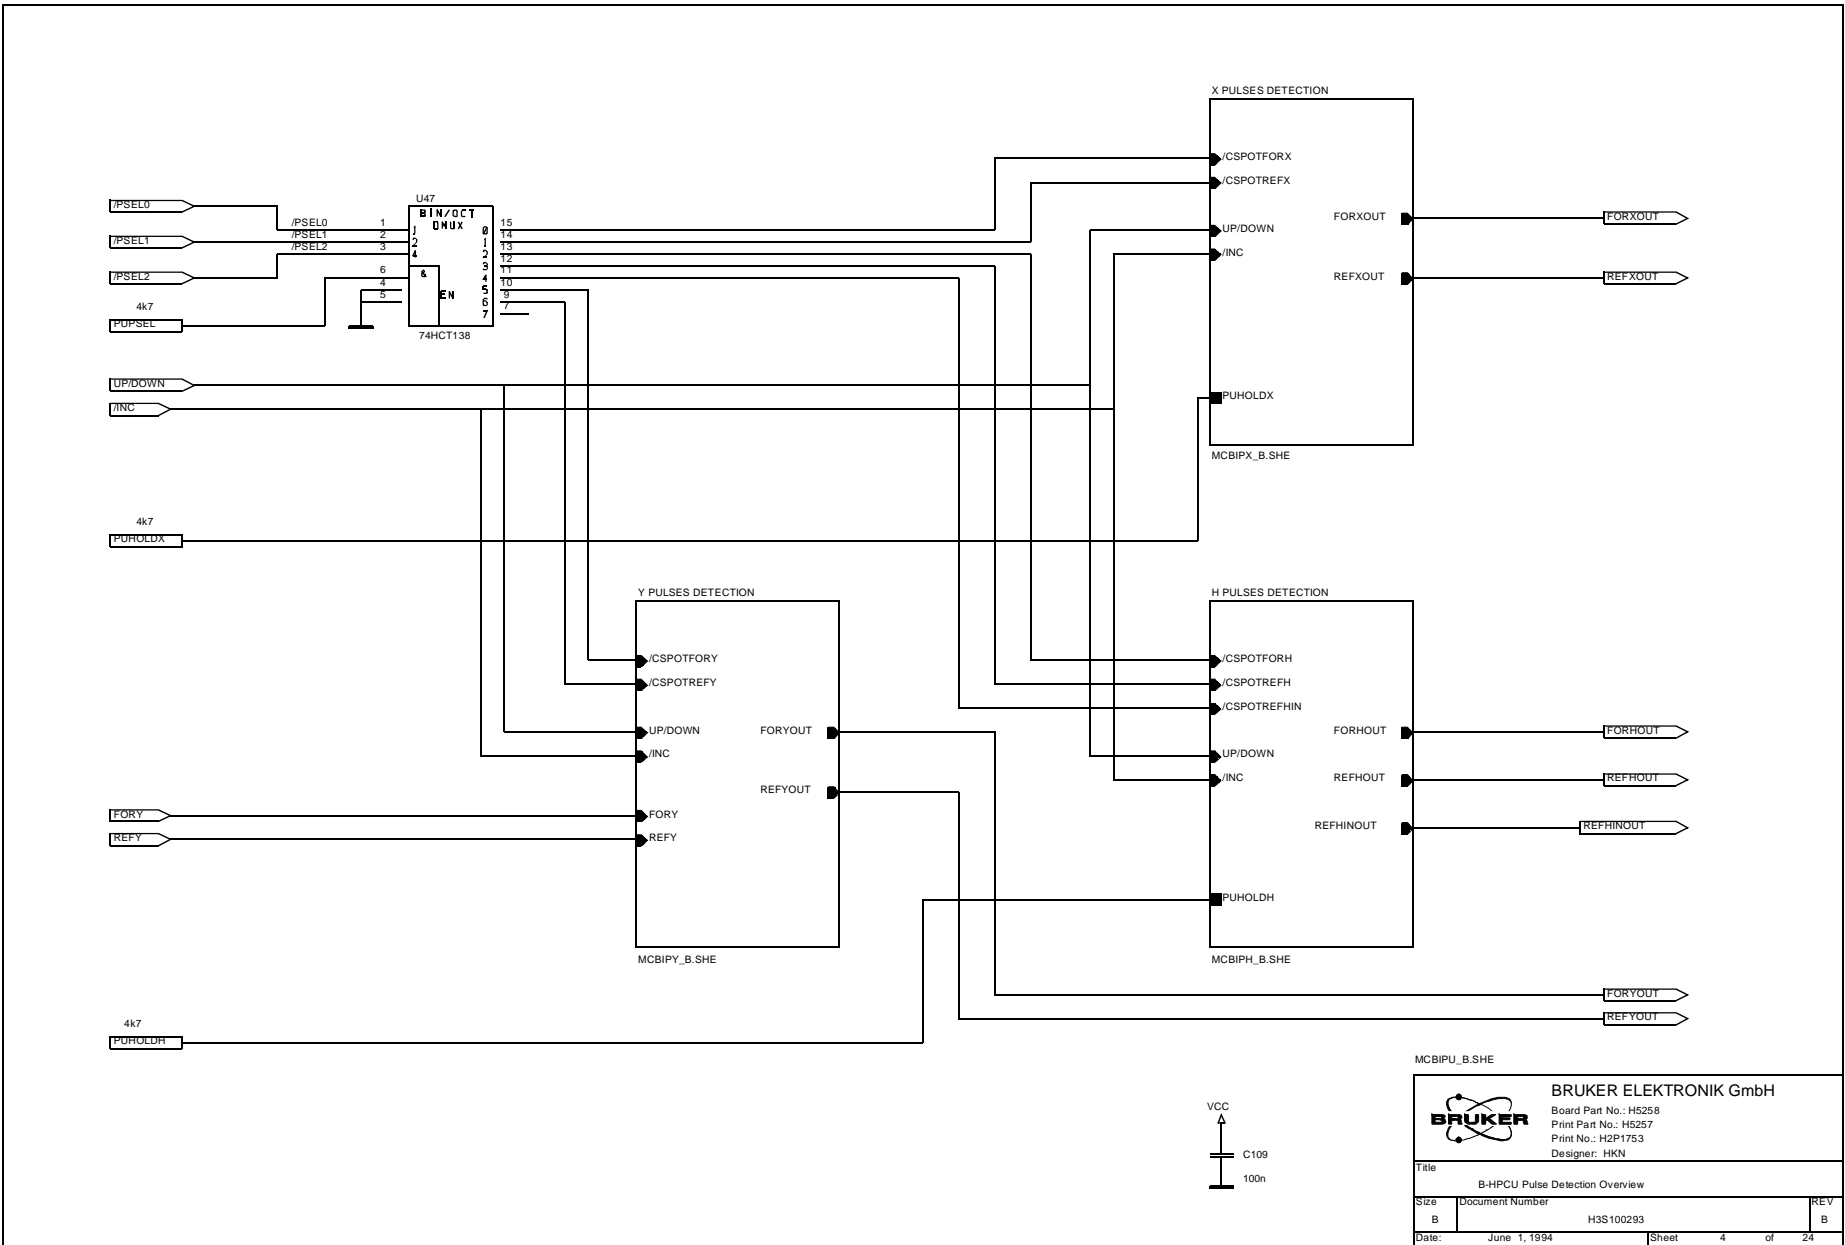 X PULSES DETECTION
/CSPOTFORX
/CSPOTREFX
FORXOUT
FORXOUT
UP/DOWN
/INC
REFXOUT
REFXOUT
PUHOLDX
MCBIPX_B.SHE
/PSEL0
/PSEL1
/PSEL2
4k7
PUPSEL
/PSEL0
/PSEL1
/PSEL2
1
2
3
6
4
5
U47
BIN/OCT
DMUX
1
2
4
&
EN
0
1
2
3
4
5
6
7
15
14
13
12
11
10
9
7
74HCT138
UP/DOWN
/INC
4k7
PUHOLDX
Y PULSES DETECTION
/CSPOTFORY
/CSPOTREFY
UP/DOWN
FORYOUT
/INC
REFYOUT
FORY
REFY
MCBIPY_B.SHE
FORY
REFY
4k7
PUHOLDH
H PULSES DETECTION
/CSPOTFORH
/CSPOTREFH
/CSPOTREFHIN
FORHOUT
FORHOUT
UP/DOWN
/INC
REFHOUT
REFHOUT
REFHINOUT
REFHINOUT
PUHOLDH
MCBIPH_B.SHE
FORYOUT
REFYOUT
VCC
C109
100n
MCBIPU_B.SHE
BRUKER
BRUKER ELEKTRONIK GmbH
Board Part No.: H5258
Print Part No.: H5257
Print No.: H2P1753
Designer: HKN
Title
B-HPCU Pulse Detection Overview
Size Document Number REV
B H3S100293 B
Date: June 1, 1994 Sheet 4 of 24